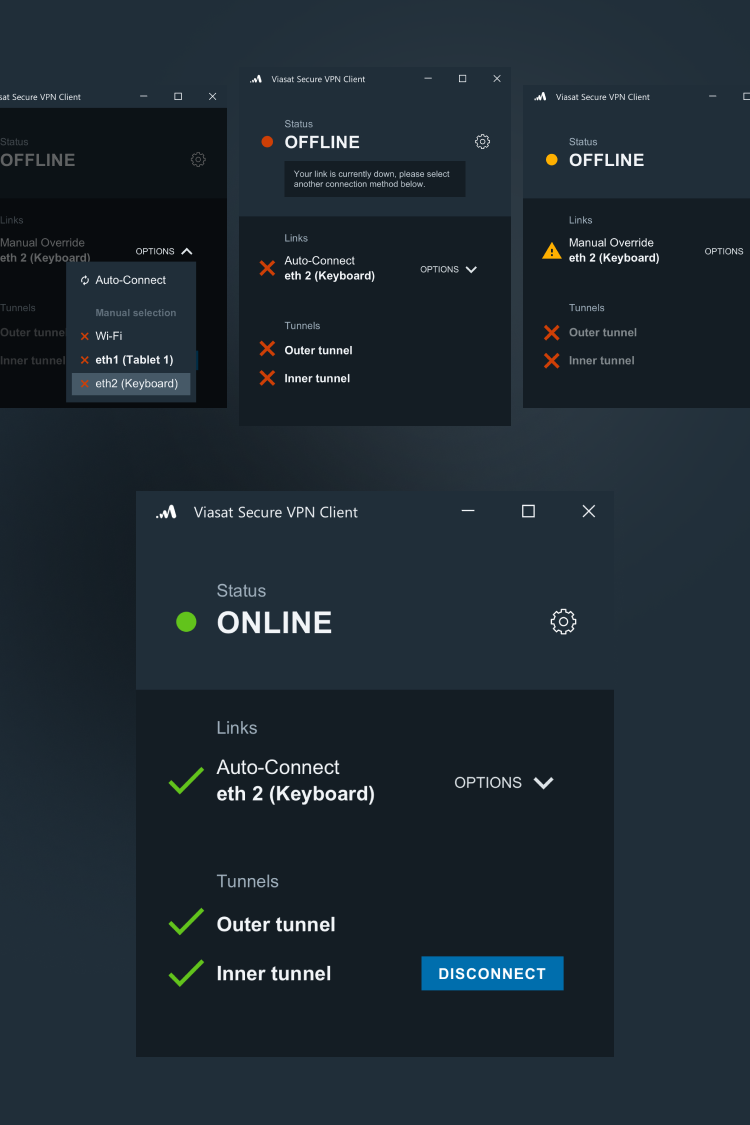 sat Secure VPN Client
Status
OFFLINE
Links
Manual Override
eth 2 (Keyboard)
OPTIONS
Auto-Connect
Manual selection
Wi-Fi
eth1 (Tablet 1)
eth2 (Keyboard)
Tunnels
Outer tunne
Inner tunnel
Viasat Secure VPN Client
Status
OFFLINE
Your link is currently down, please select
another connection method below.
Links
Auto-Connect
eth 2 (Keyboard)
OPTIONS
Tunnels
Outer tunnel
Inner tunnel
Viasat Secure VPN Client
Status
OFFLINE
Links
Manual Override
eth 2 (Keyboard)
OPTIONS
Tunnels
Outer tunnel
Inner tunnel
Viasat Secure VPN Client
Status
ONLINE
Links
Auto-Connect
eth 2 (Keyboard)
OPTIONS
Tunnels
Outer tunnel
Inner tunnel
DISCONNECT